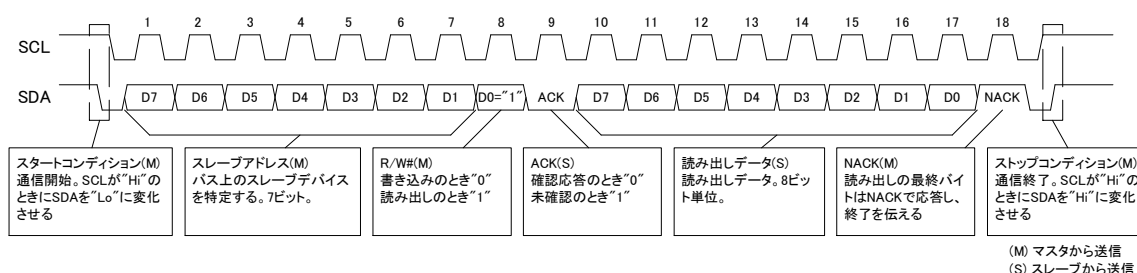 1 2 3 4 5 6 7 8 9 10 11 12 13 14 15 16 17 18
SCL
SDA D7 D6 D5 D4 D3 D2 D1 D0="1" ACK D7 D6 D5 D4 D3 D2 D1 D0 NACK
スタートコンディション(M)
通信開始。SCLが"Hi"の
ときにSDAを"Lo"に変化
させる
スレーブアドレス(M)
バス上のスレーブデバイス
を特定する。7ビット。
R/W#(M)
書き込みのとき"0"
読み出しのとき"1"
ACK(S)
確認応答のとき"0"
未確認のとき"1"
読み出しデータ(S)
読み出しデータ。8ビッ
ト単位。
NACK(M)
読み出しの最終バイ
トはNACKで応答し、
終了を伝える
ストップコンディション(M)
通信終了。SCLが"Hi"の
ときにSDAを"Hi"に変化
させる
(M) マスタから送信
(S) スレーブから送信